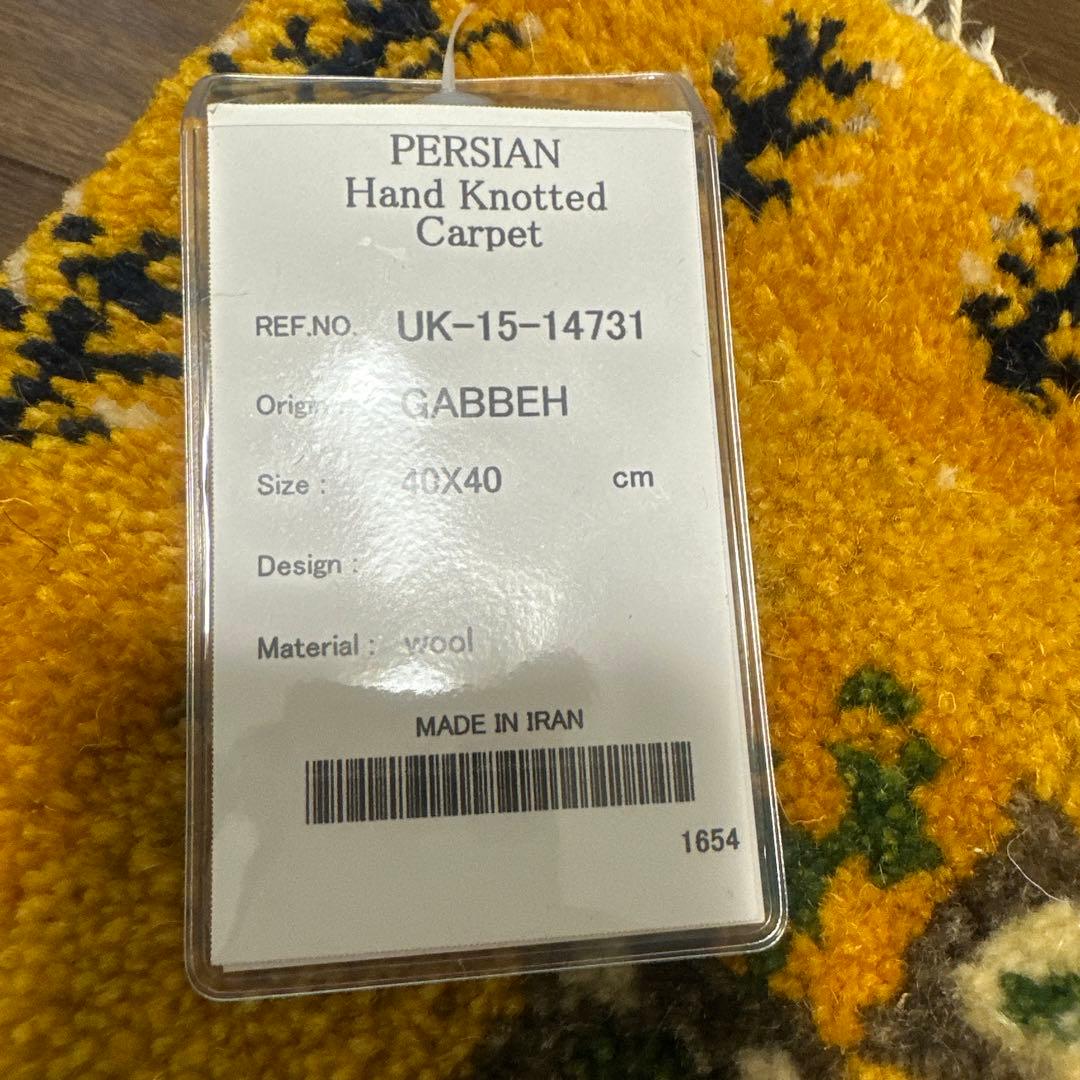 PERSIAN
Hand Knotted
Carpet
REF.NO. UK-15-14731
Origin : GABBEH
Size : 40X40 cm
Design :
Material : wool
MADE IN IRAN
1654